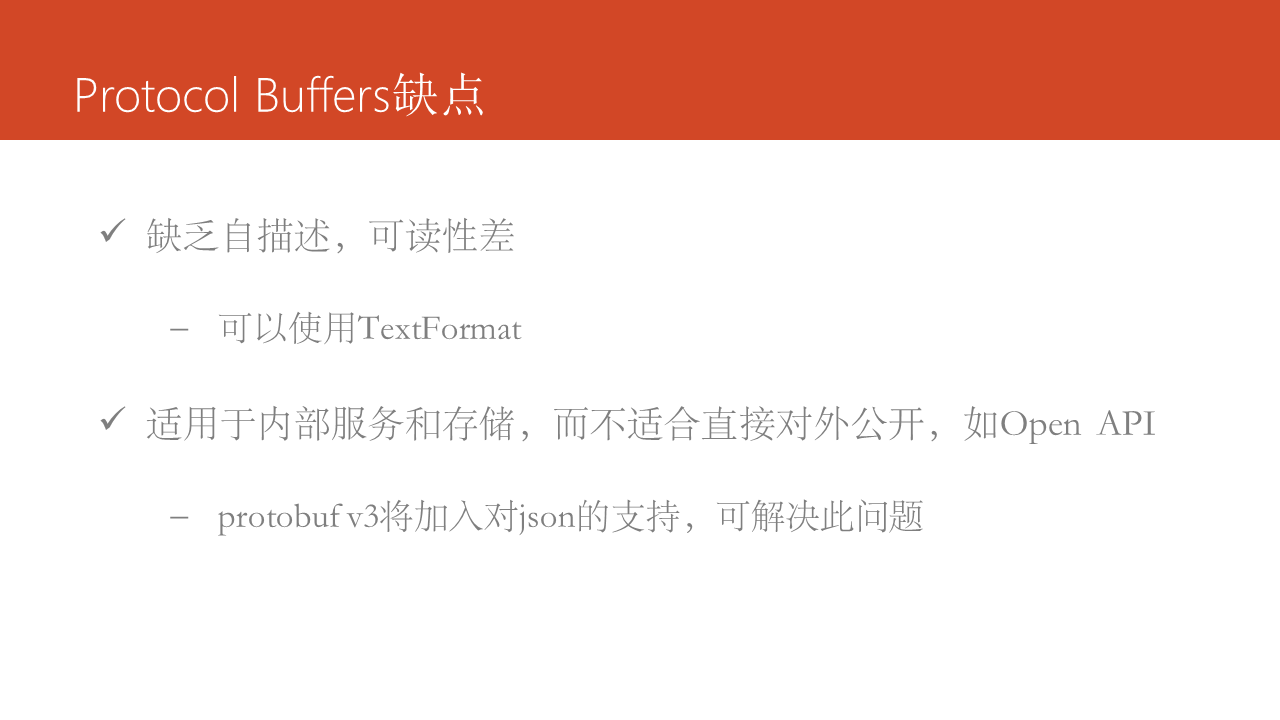 Protocol Buffers缺点
✓ 缺乏自描述，可读性差
– 可以使用TextFormat
✓ 适用于内部服务和存储，而不适合直接对外公开，如Open API
– protobuf v3将加入对json的支持，可解决此问题